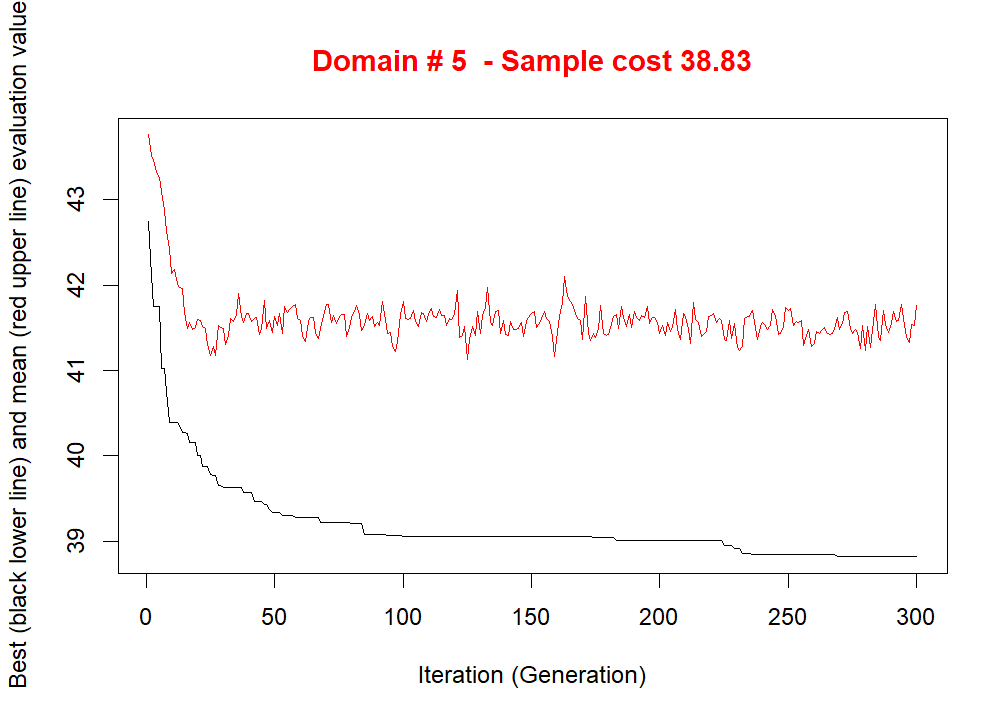 Domain # 5  - Sample cost 38.83
Best (black lower line) and mean (red upper line) evaluation value
43
42
41
40
39
0 50 100 150 200 250 300
Iteration (Generation)